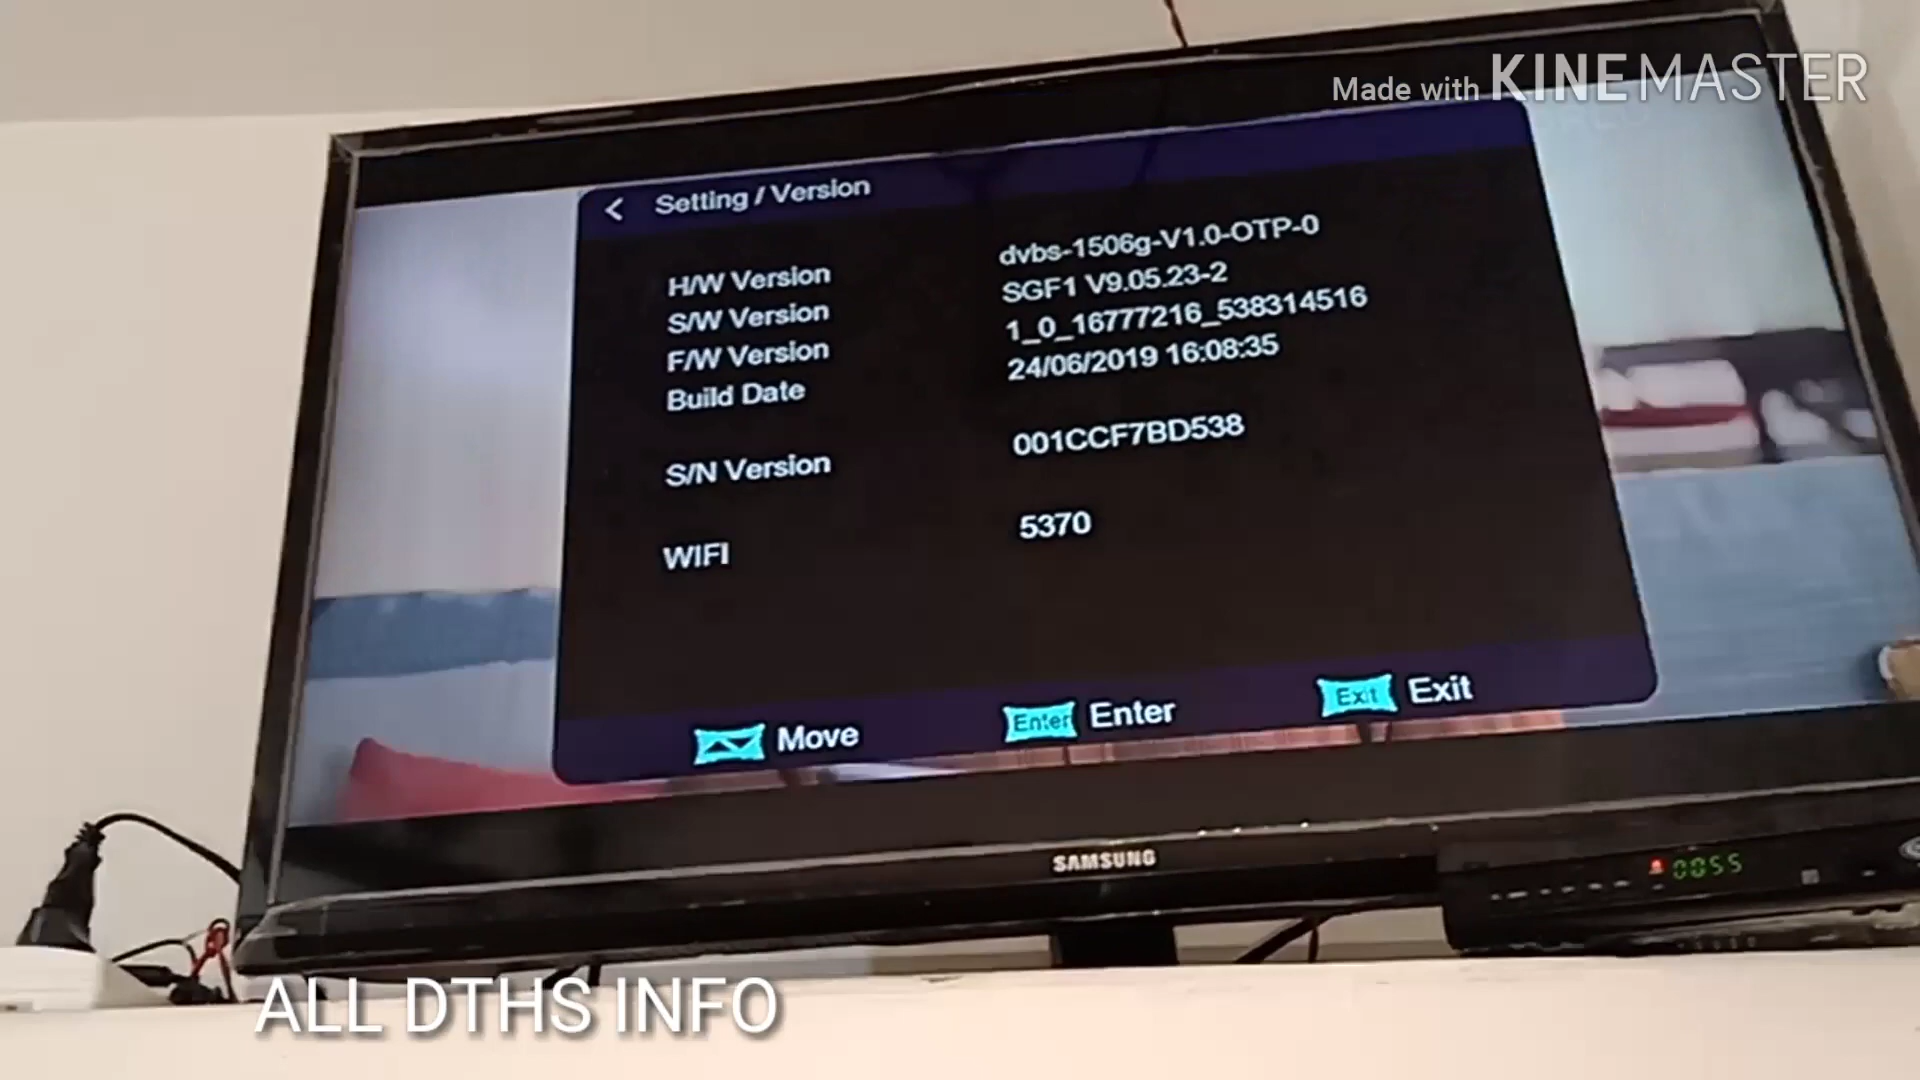 Made with KINEMASTER
< Setting / Version
H/W Version dvbs-1506g-V1.0-OTP-0
S/W Version SGF1 V9.05.23-2
F/W Version 1_0_16777216_538314516
Build Date 24/06/2019 16:08:35
S/N Version 001CCF7BD538
WIFI 5370
Move Enter Enter Exit Exit
SAMSUNG
0055
ALL DTHS INFO